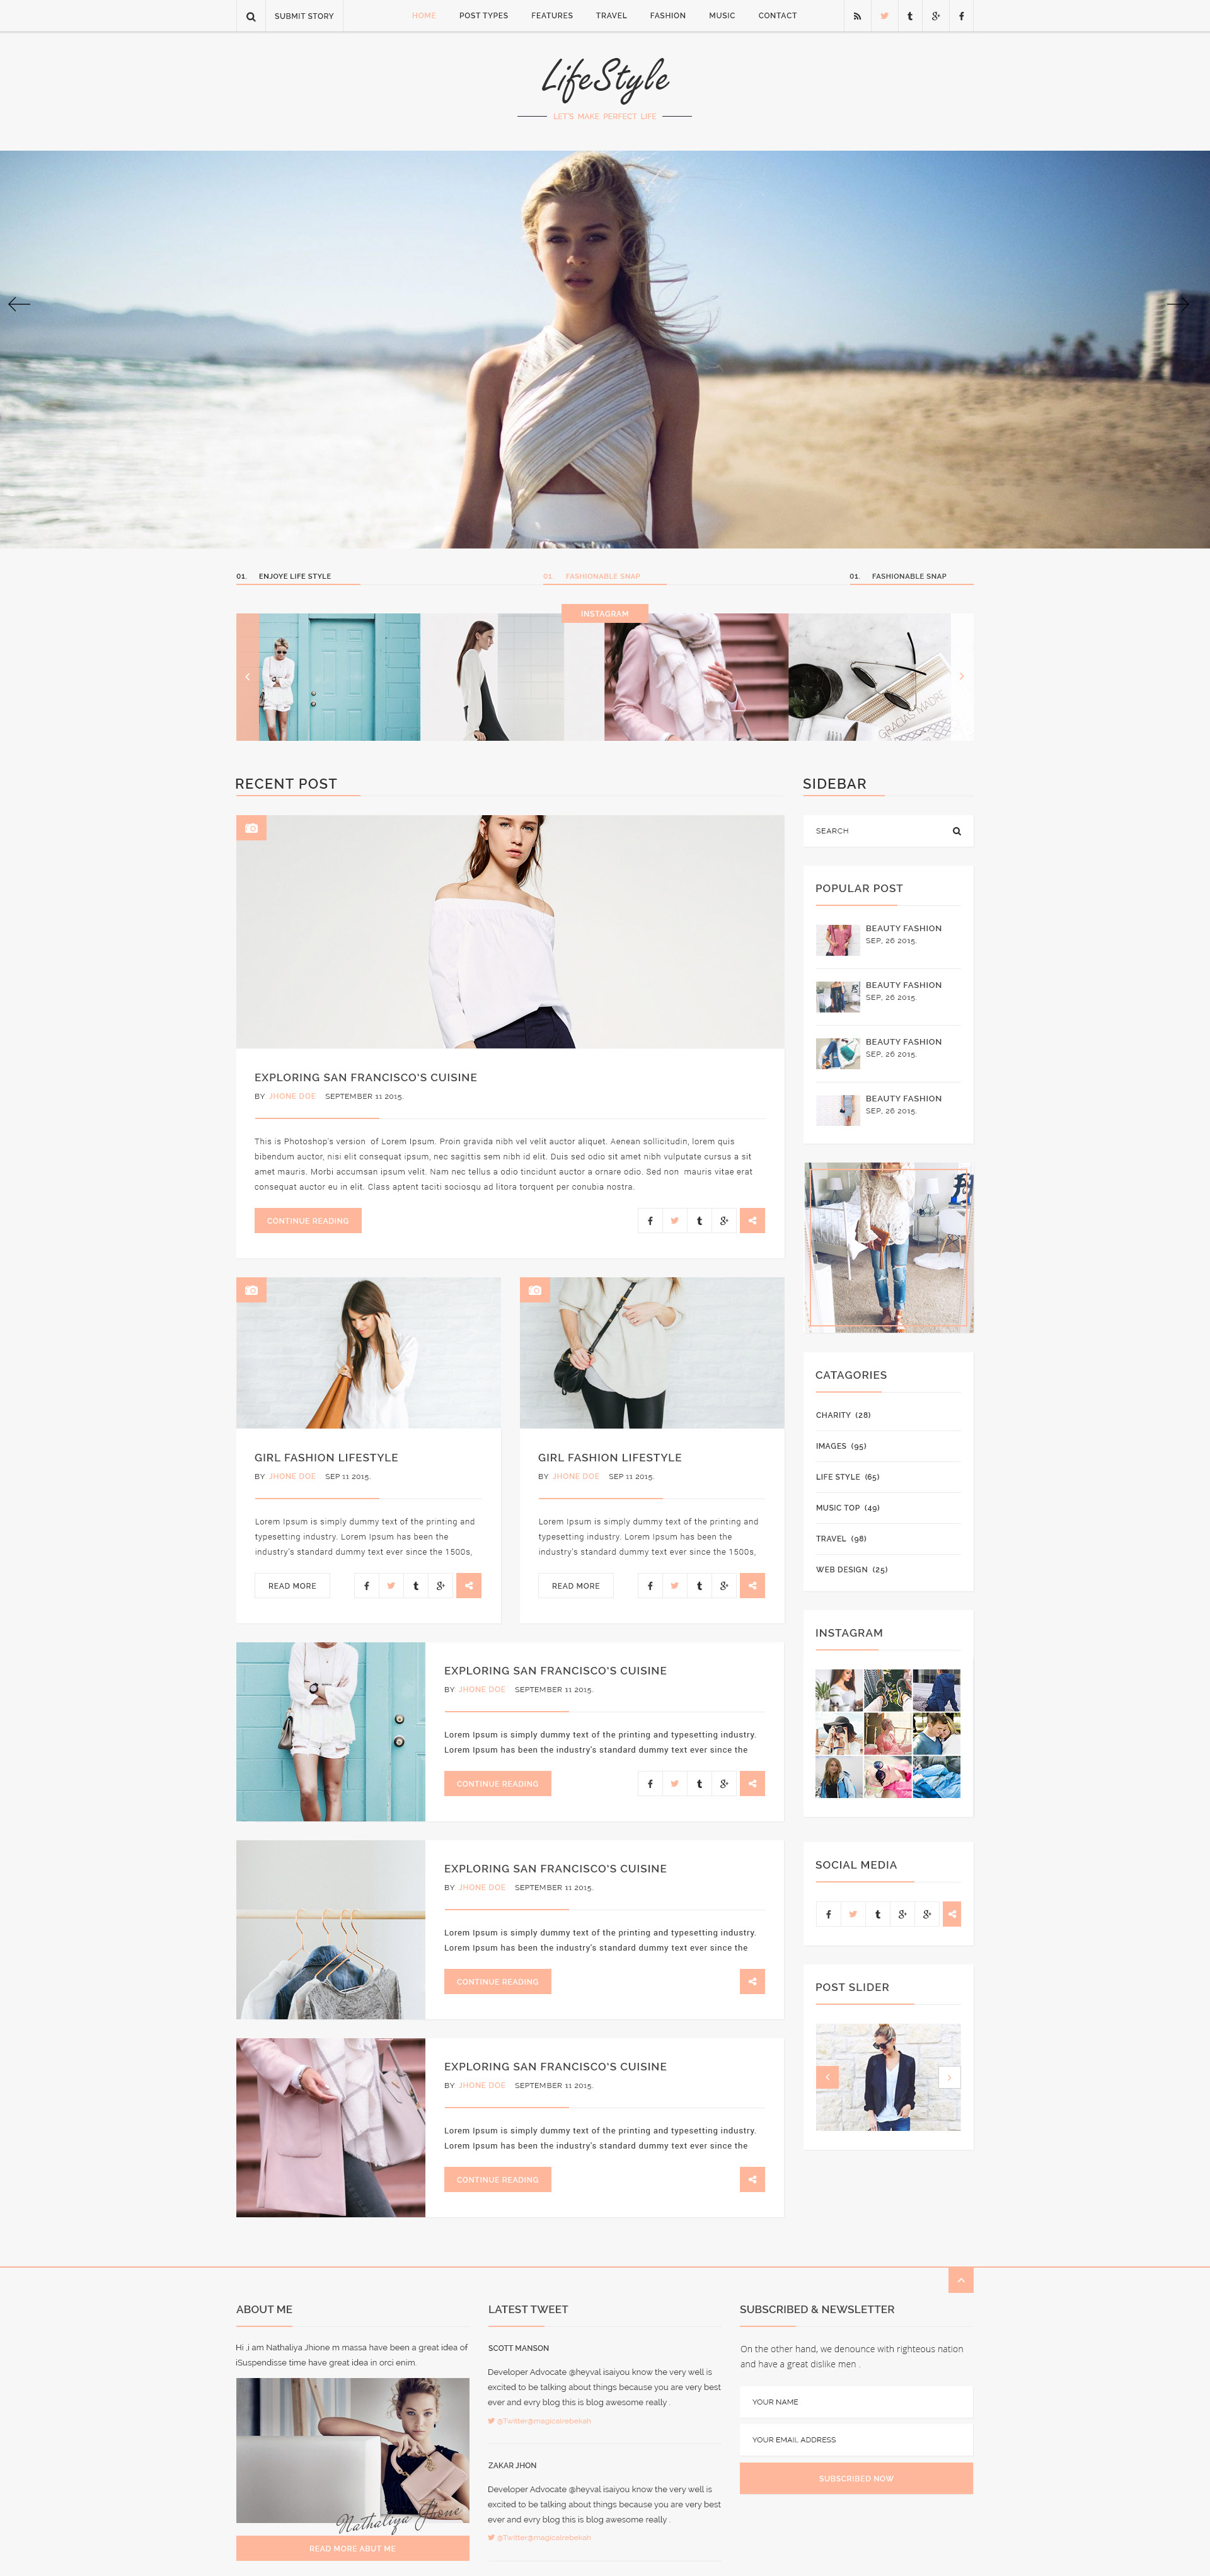 SUBMIT STORY
HOME POST TYPES FEATURES TRAVEL FASHION MUSIC CONTACT
LifeStyle
LET'S MAKE PERFECT LIFE
01. ENJOYE LIFE STYLE
01. FASHIONABLE SNAP
01. FASHIONABLE SNAP
INSTAGRAM
GRACIAS MADRE
RECENT POST
EXPLORING SAN FRANCISCO'S CUISINE
BY JHONE DOE SEPTEMBER 11 2015.
This is Photoshop's version of Lorem Ipsum. Proin gravida nibh vel velit auctor aliquet. Aenean sollicitudin, lorem quis
bibendum auctor, nisi elit consequat ipsum, nec sagittis sem nibh id elit. Duis sed odio sit amet nibh vulputate cursus a sit
amet mauris. Morbi accumsan ipsum velit. Nam nec tellus a odio tincidunt auctor a ornare odio. Sed non mauris vitae erat
consequat auctor eu in elit. Class aptent taciti sociosqu ad litora torquent per conubia nostra.
CONTINUE READING
GIRL FASHION LIFESTYLE
BY JHONE DOE SEP 11 2015.
Lorem Ipsum is simply dummy text of the printing and
typesetting industry. Lorem Ipsum has been the
industry's standard dummy text ever since the 1500s,
READ MORE
GIRL FASHION LIFESTYLE
BY JHONE DOE SEP 11 2015.
Lorem Ipsum is simply dummy text of the printing and
typesetting industry. Lorem Ipsum has been the
industry's standard dummy text ever since the 1500s,
READ MORE
EXPLORING SAN FRANCISCO'S CUISINE
BY JHONE DOE SEPTEMBER 11 2015.
Lorem Ipsum is simply dummy text of the printing and typesetting industry.
Lorem Ipsum has been the industry's standard dummy text ever since the
CONTINUE READING
EXPLORING SAN FRANCISCO'S CUISINE
BY JHONE DOE SEPTEMBER 11 2015.
Lorem Ipsum is simply dummy text of the printing and typesetting industry.
Lorem Ipsum has been the industry's standard dummy text ever since the
CONTINUE READING
EXPLORING SAN FRANCISCO'S CUISINE
BY JHONE DOE SEPTEMBER 11 2015.
Lorem Ipsum is simply dummy text of the printing and typesetting industry.
Lorem Ipsum has been the industry's standard dummy text ever since the
CONTINUE READING
SIDEBAR
SEARCH
POPULAR POST
BEAUTY FASHION
SEP, 26 2015.
BEAUTY FASHION
SEP, 26 2015.
BEAUTY FASHION
SEP, 26 2015.
BEAUTY FASHION
SEP, 26 2015.
CATAGORIES
CHARITY (28)
IMAGES (95)
LIFE STYLE (65)
MUSIC TOP (49)
TRAVEL (98)
WEB DESIGN (25)
INSTAGRAM
SOCIAL MEDIA
POST SLIDER
ABOUT ME
Hi ,i am Nathaliya Jhione m massa have been a great idea of
iSuspendisse time have great idea in orci enim.
Nathaliya Jhone
READ MORE ABUT ME
LATEST TWEET
SCOTT MANSON
Developer Advocate @heyval isaiyou know the very well is
excited to be talking about things because you are very best
ever and evry blog this is blog awesome really .
@Twitter@magicalrebekah
ZAKAR JHON
Developer Advocate @heyval isaiyou know the very well is
excited to be talking about things because you are very best
ever and evry blog this is blog awesome really .
@Twitter@magicalrebekah
SUBSCRIBED & NEWSLETTER
On the other hand, we denounce with righteous nation
and have a great dislike men .
YOUR NAME
YOUR EMAIL ADDRESS
SUBSCRIBED NOW